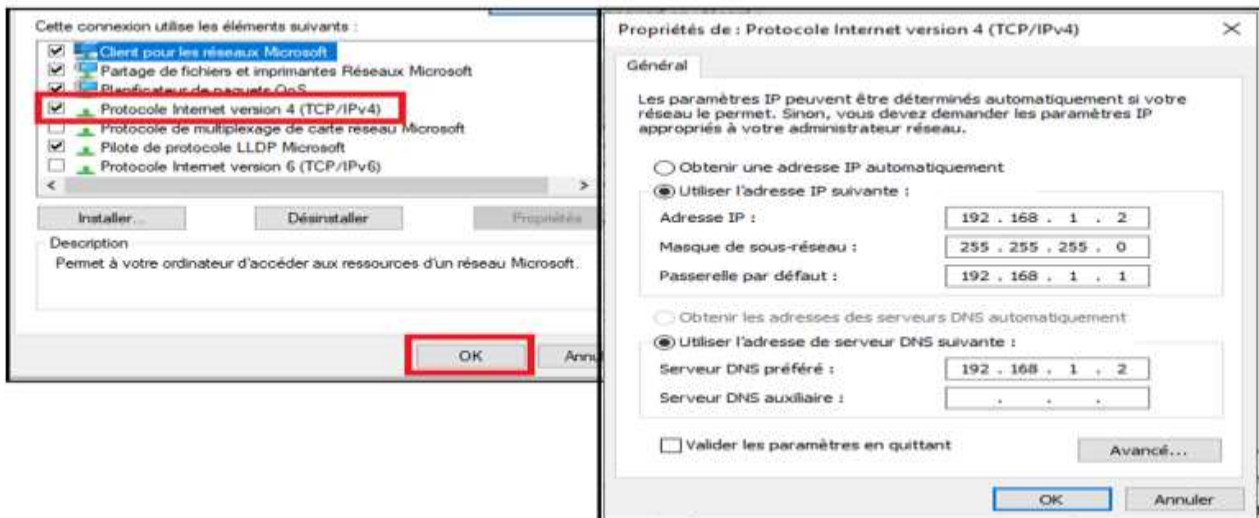 Cette connexion utilise les éléments suivants :
Client pour les réseaux Microsoft
Partage de fichiers et imprimantes Réseaux Microsoft
Planificateur de paquets QoS
Protocole Internet version 4 (TCP/IPv4)
Protocole de multiplexage de carte réseau Microsoft
Pilote de protocole LLDP Microsoft
Protocole Internet version 6 (TCP/IPv6)
Installer...
Désinstaller
Propriétés
Description
Permet à votre ordinateur d'accéder aux ressources d'un réseau Microsoft.
OK
Annul
Propriétés de : Protocole Internet version 4 (TCP/IPv4)
Général
Les paramètres IP peuvent être déterminés automatiquement si votre
réseau le permet. Sinon, vous devez demander les paramètres IP
appropriés à votre administrateur réseau.
Obtenir une adresse IP automatiquement
Utiliser l'adresse IP suivante :
Adresse IP : 192 . 168 . 1 . 2
Masque de sous-réseau : 255 . 255 . 255 . 0
Passerelle par défaut : 192 . 168 . 1 . 1
Obtenir les adresses des serveurs DNS automatiquement
Utiliser l'adresse de serveur DNS suivante :
Serveur DNS préféré : 192 . 168 . 1 . 2
Serveur DNS auxiliaire : . . .
Valider les paramètres en quittant
Avancé...
OK
Annuler